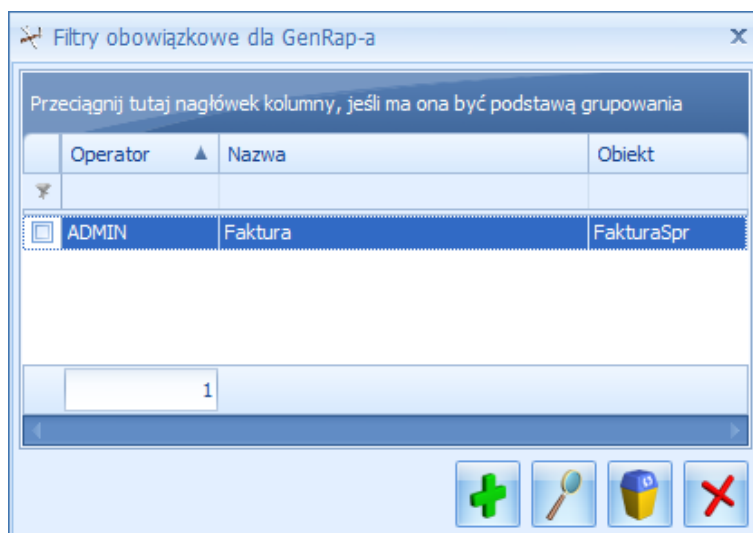 Filtry obowiązkowe dla GenRap-a
Przeciągnij tutaj nagłówek kolumny, jeśli ma ona być podstawą grupowania
Operator Nazwa Obiekt
ADMIN Faktura FakturaSpr
1